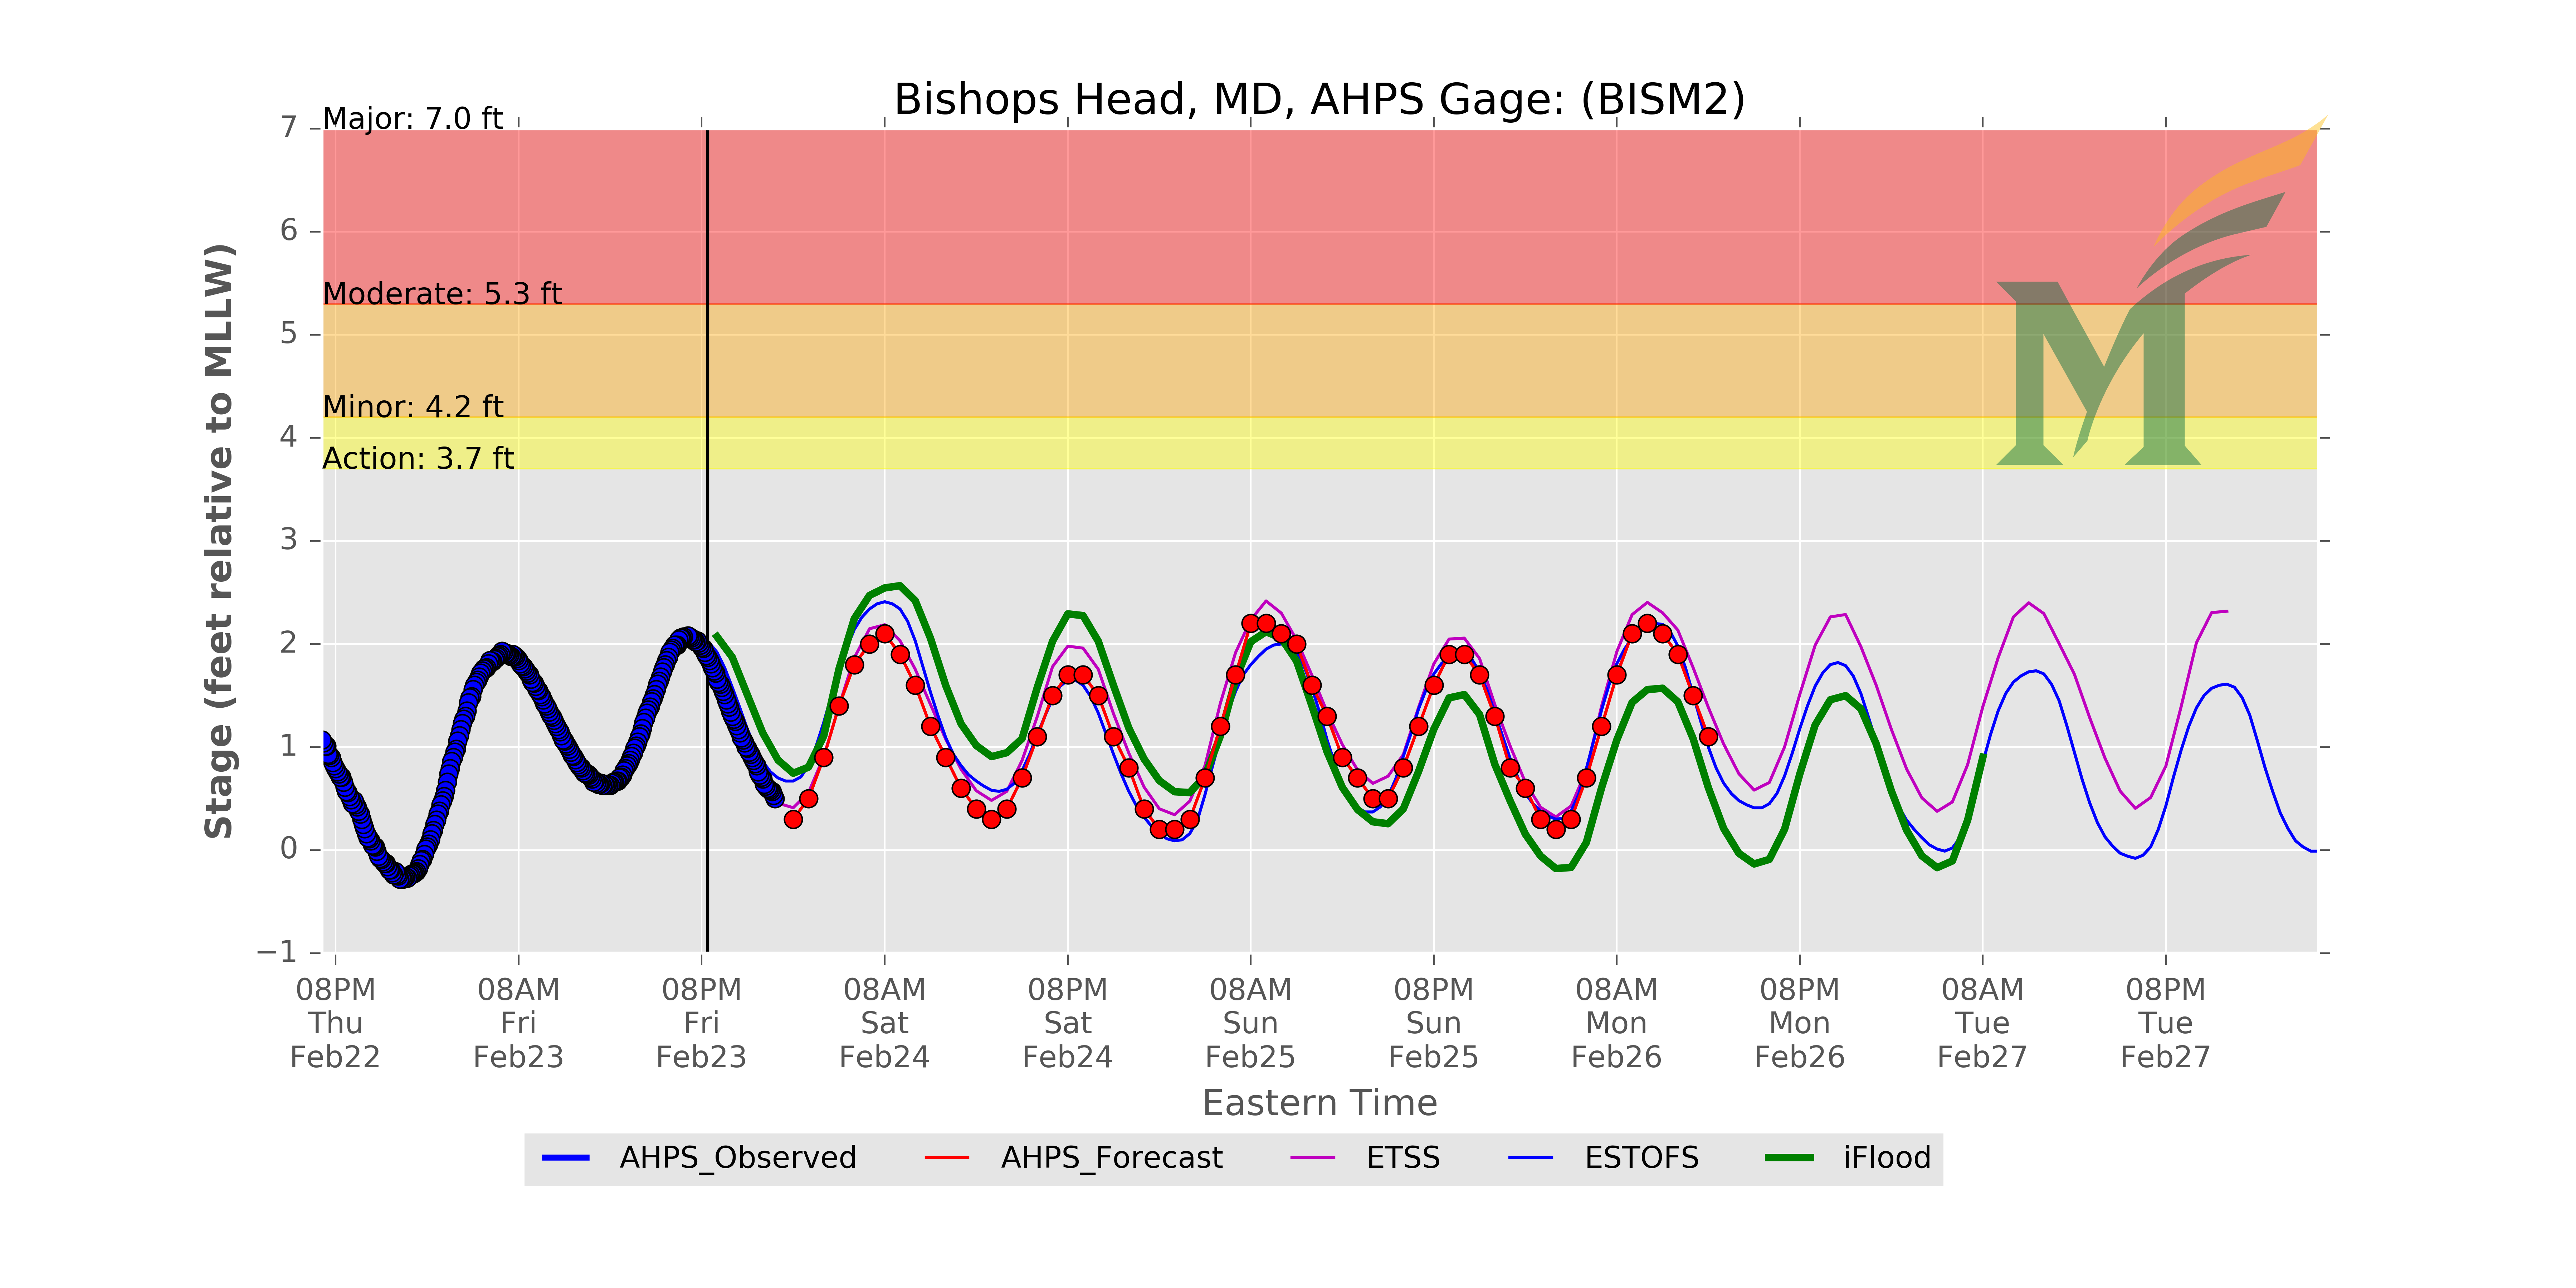 Bishops Head, MD, AHPS Gage: (BISM2)
Major: 7.0 ft
Moderate: 5.3 ft
Minor: 4.2 ft
Action: 3.7 ft
7
6
5
4
3
2
1
0
−1
Stage (feet relative to MLLW)
08PM
Thu
Feb22
08AM
Fri
Feb23
08PM
Fri
Feb23
08AM
Sat
Feb24
08PM
Sat
Feb24
08AM
Sun
Feb25
08PM
Sun
Feb25
08AM
Mon
Feb26
08PM
Mon
Feb26
08AM
Tue
Feb27
08PM
Tue
Feb27
Eastern Time
AHPS_Observed
AHPS_Forecast
ETSS
ESTOFS
iFlood
M